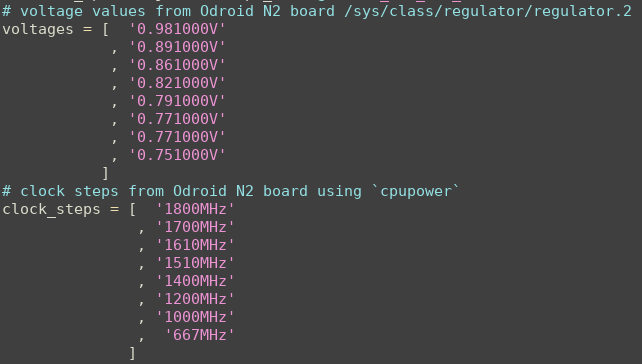 # voltage values from Odroid N2 board /sys/class/regulator/regulator.2
voltages = [  '0.981000V'
            , '0.891000V'
            , '0.861000V'
            , '0.821000V'
            , '0.791000V'
            , '0.771000V'
            , '0.771000V'
            , '0.751000V'
           ]
# clock steps from Odroid N2 board using `cpupower`
clock_steps = [  '1800MHz'
               , '1700MHz'
               , '1610MHz'
               , '1510MHz'
               , '1400MHz'
               , '1200MHz'
               , '1000MHz'
               ,  '667MHz'
              ]